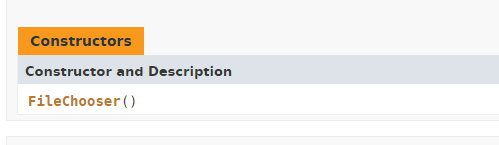 Constructors
Constructor and Description
FileChooser()